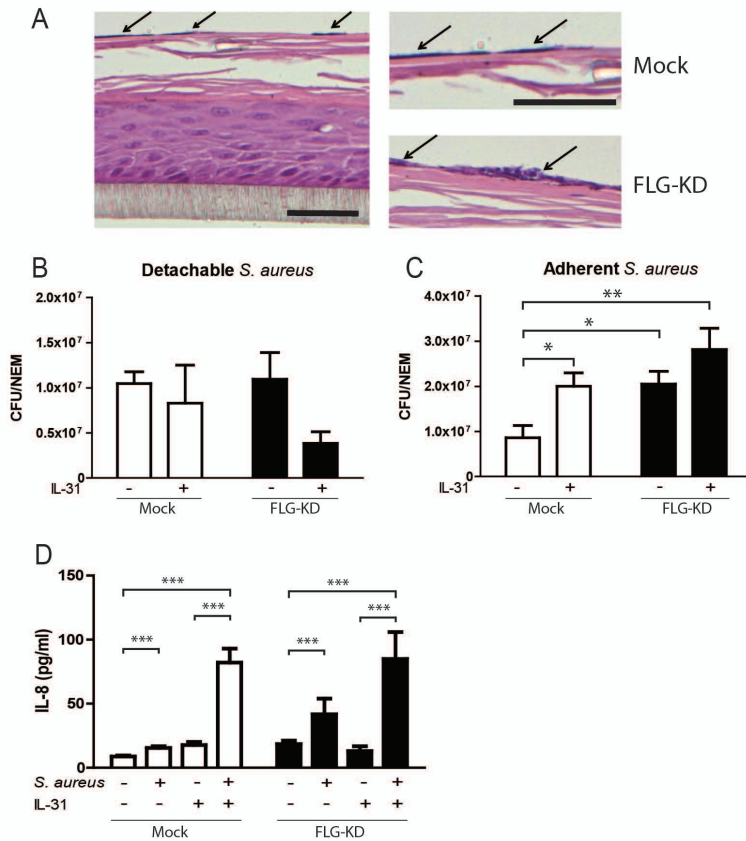 A
Mock
FLG-KD
B
Detachable S. aureus
2.0x10⁷
1.5x10⁷
1.0x10⁷
0.5x10⁷
0
CFU/NEM
IL-31 - + - +
Mock FLG-KD
C
Adherent S. aureus
4.0x10⁷
3.0x10⁷
2.0x10⁷
1.0x10⁷
0
CFU/NEM
**
*
*
IL-31 - + - +
Mock FLG-KD
D
150
100
50
0
IL-8 (pg/ml)
*** ***
*** ***
*** ***
S. aureus - + - + - + - +
IL-31 + + + +
Mock FLG-KD